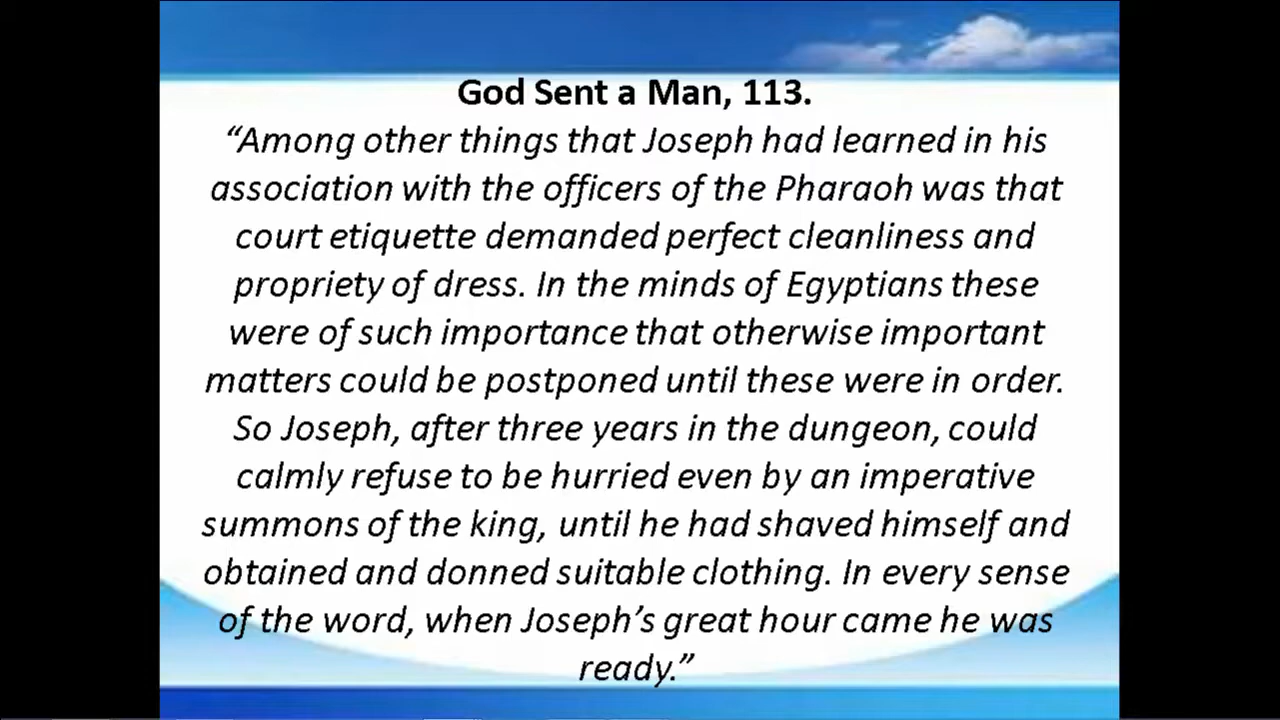 God Sent a Man, 113.
“Among other things that Joseph had learned in his
association with the officers of the Pharaoh was that
court etiquette demanded perfect cleanliness and
propriety of dress. In the minds of Egyptians these
were of such importance that otherwise important
matters could be postponed until these were in order.
So Joseph, after three years in the dungeon, could
calmly refuse to be hurried even by an imperative
summons of the king, until he had shaved himself and
obtained and donned suitable clothing. In every sense
of the word, when Joseph’s great hour came he was
ready.”